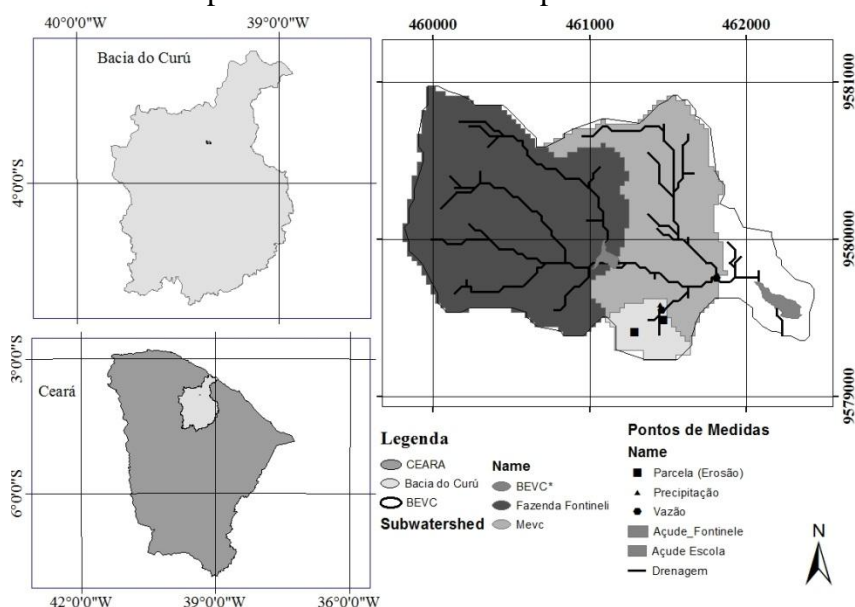 40°0'0"W 39°0'0"W
Bacia do Curú
4°0'0"S
460000 461000 462000
9581000
9580000
9579000
3°0'0"S
Ceará
6°0'0"S
42°0'0"W 39°0'0"W 36°0'0"W
Legenda
CEARA
Bacia do Curú
BEVC
Subwatershed
Name
BEVC*
Fazenda Fontineli
Mevc
Pontos de Medidas
Name
Parcela (Erosão)
Precipitação
Vazão
Açude_Fontinele
Açude Escola
Drenagem
N